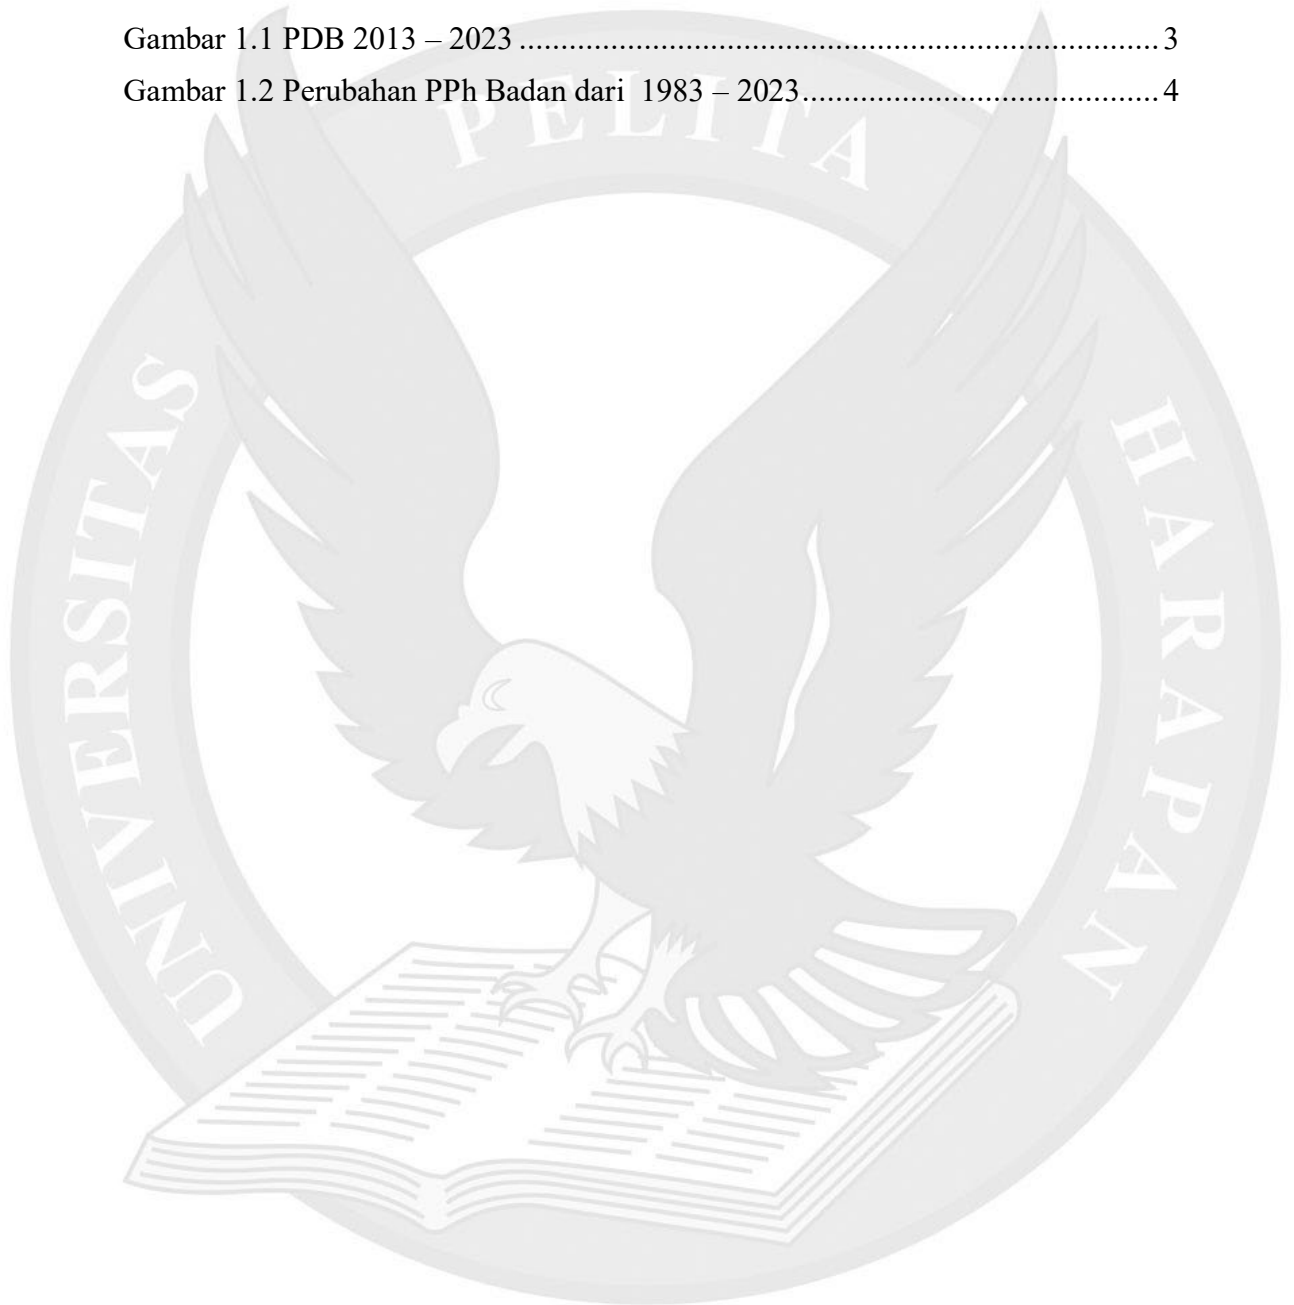 Gambar 1.1 PDB 2013 – 2023 ............................................................................. 3
Gambar 1.2 Perubahan PPh Badan dari 1983 – 2023........................................... 4
PELITA
UNIVERSITAS
HARAPAN